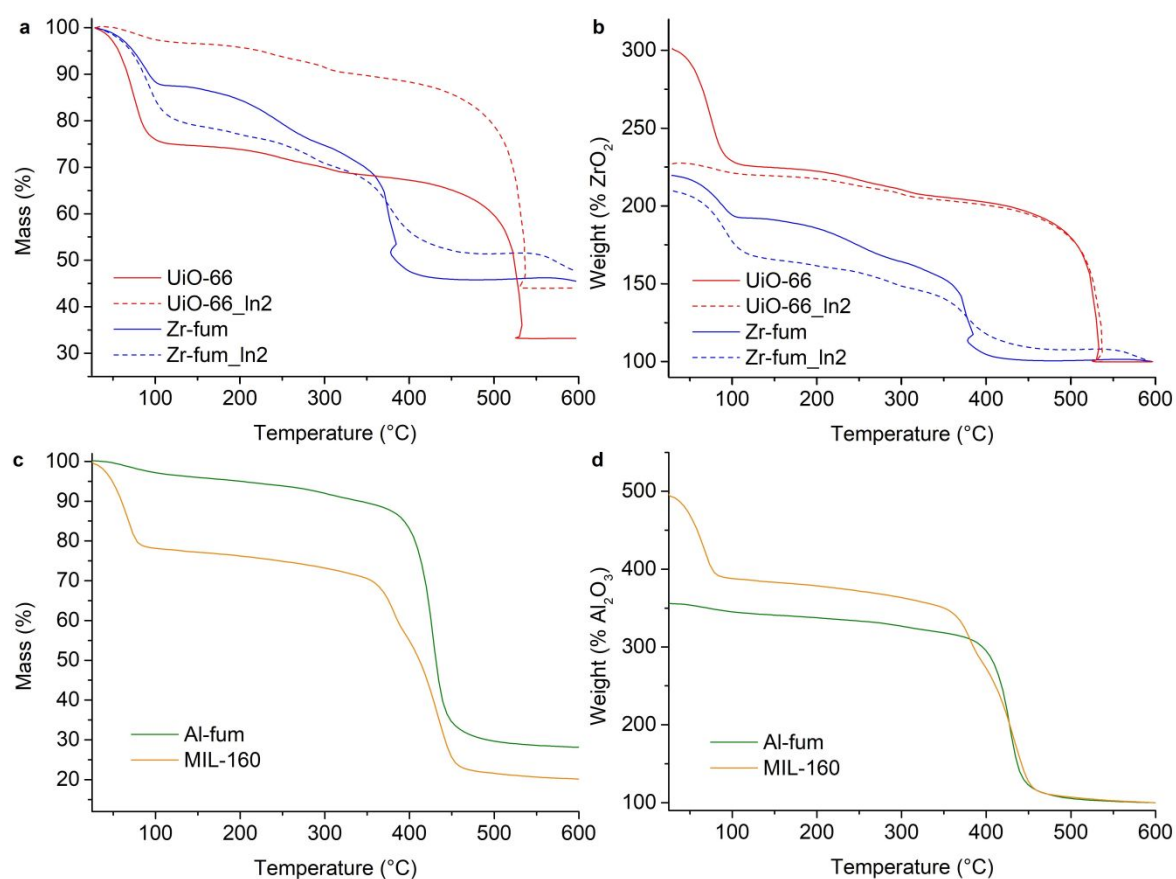 a
100
90
80
70
60
50
40
30
Mass (%)
UiO-66
UiO-66_ln2
Zr-fum
Zr-fum_ln2
100 200 300 400 500 600
Temperature (°C)
b
300
250
200
150
100
Weight (% ZrO₂)
UiO-66
UiO-66_ln2
Zr-fum
Zr-fum_ln2
100 200 300 400 500 600
Temperature (°C)
c
100
90
80
70
60
50
40
30
20
Mass (%)
Al-fum
MIL-160
100 200 300 400 500 600
Temperature (°C)
d
500
400
300
200
100
Weight (% Al₂O₃)
Al-fum
MIL-160
100 200 300 400 500 600
Temperature (°C)